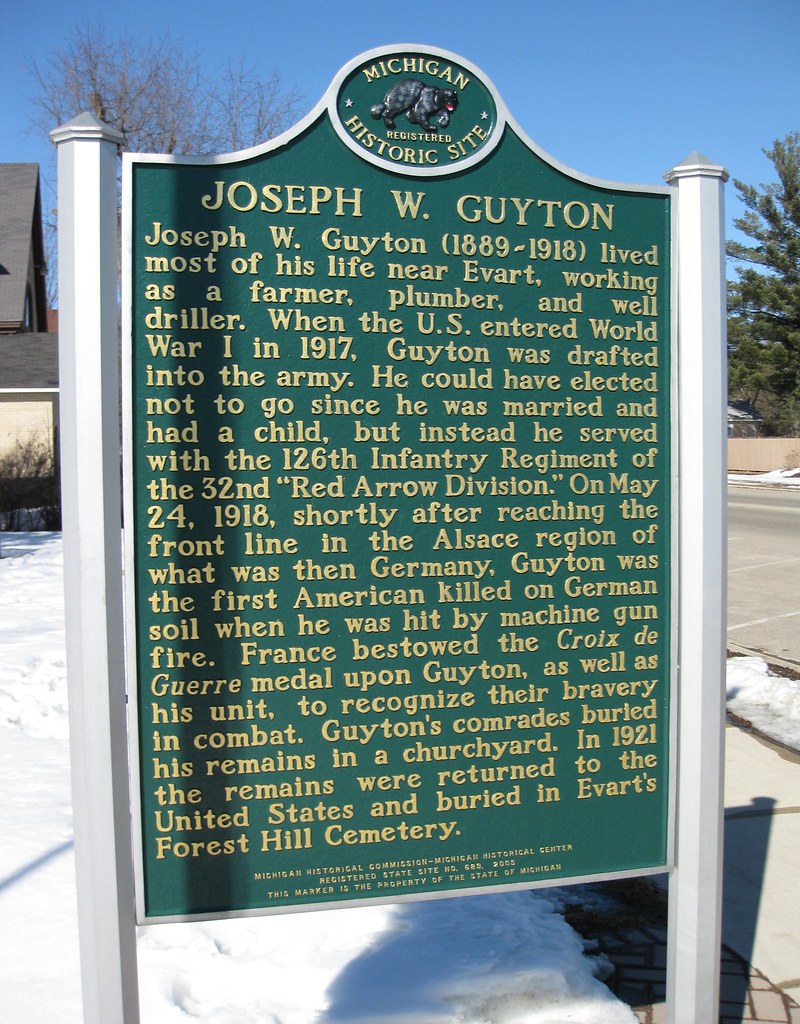 MICHIGAN
REGISTERED
HISTORIC SITE
JOSEPH W. GUYTON
Joseph W. Guyton (1889-1918) lived
most of his life near Evart, working
as a farmer, plumber, and well
driller. When the U.S. entered World
War I in 1917, Guyton was drafted
into the army. He could have elected
not to go since he was married and
had a child, but instead he served
with the 126th Infantry Regiment of
the 32nd "Red Arrow Division." On May
24, 1918, shortly after reaching the
front line in the Alsace region of
what was then Germany, Guyton was
the first American killed on German
soil when he was hit by machine gun
fire. France bestowed the Croix de
Guerre medal upon Guyton, as well as
his unit, to recognize their bravery
in combat. Guyton's comrades buried
his remains in a churchyard. In 1921
the remains were returned to the
United States and buried in Evart's
Forest Hill Cemetery.
MICHIGAN HISTORICAL COMMISSION-MICHIGAN HISTORICAL CENTER
REGISTERED STATE SITE NO. 689, 2005
THIS MARKER IS THE PROPERTY OF THE STATE OF MICHIGAN